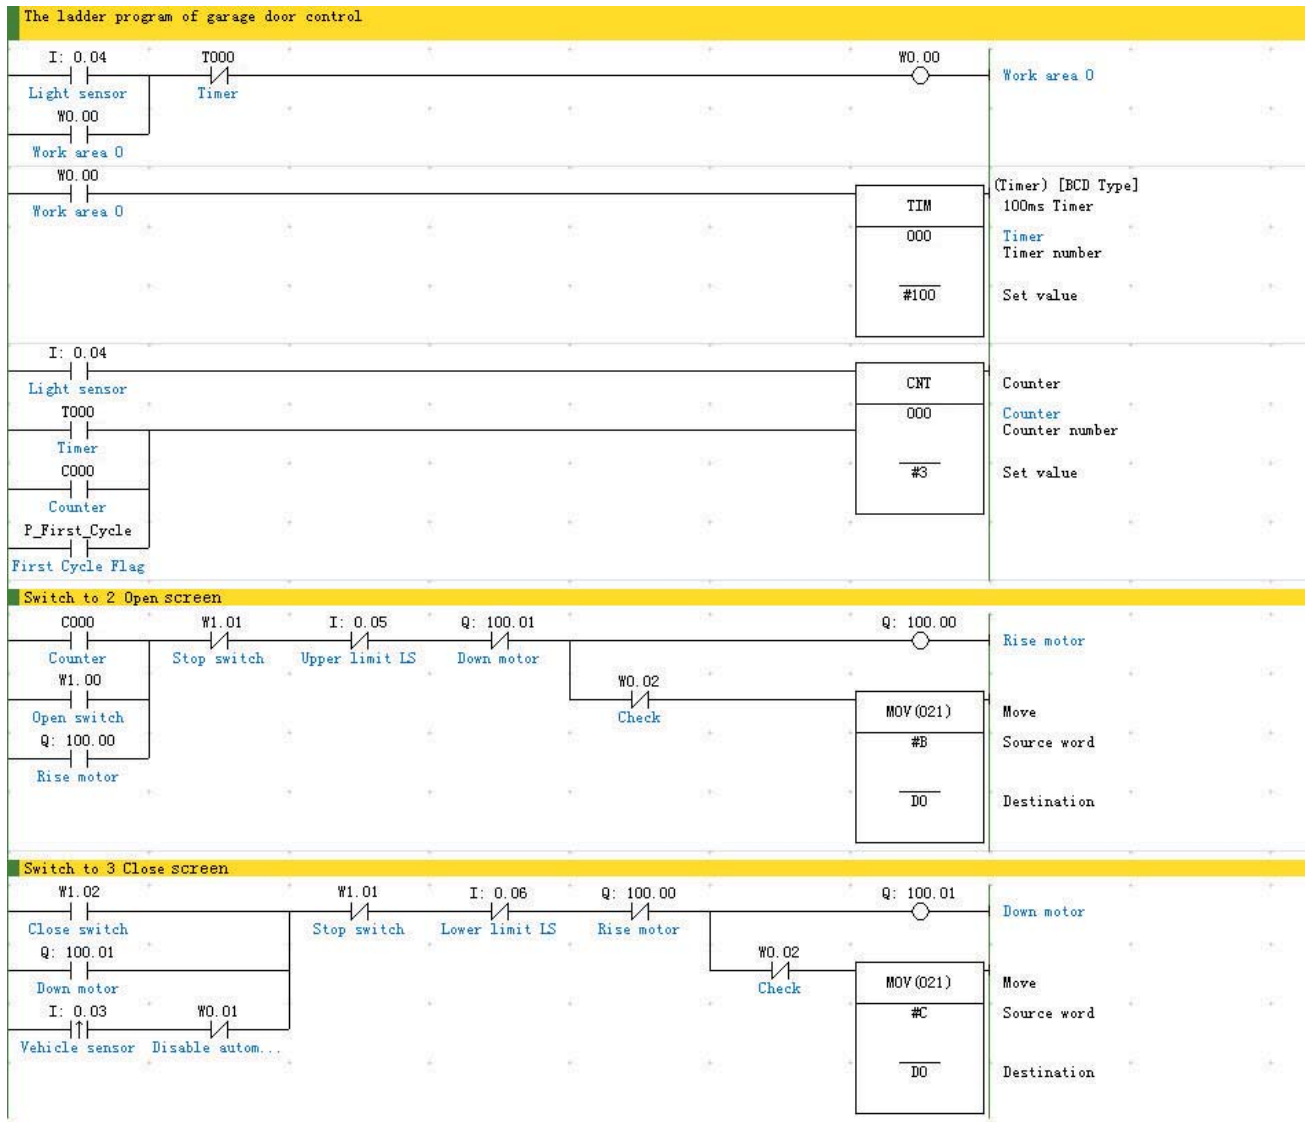 The ladder program of garage door control
I: 0.04 T000 W0.00
Light sensor Timer Work area 0
W0.00
Work area 0
W0.00
Work area 0
(Timer) [BCD Type]
TIM 100ms Timer
000 Timer
Timer number
#100 Set value
I: 0.04
Light sensor
CNT Counter
T000 000 Counter
Counter number
Timer
C000 #3 Set value
Counter
P_First_Cycle
First Cycle Flag
Switch to 2 Open screen
C000 W1.01 I: 0.05 Q: 100.01 Q: 100.00
Rise motor
Counter Stop switch Upper limit LS Down motor
W1.00 W0.02
Open switch Check MOV(021) Move
Q: 100.00 #B Source word
Rise motor
D0 Destination
Switch to 3 Close screen
W1.02 W1.01 I: 0.06 Q: 100.00 Q: 100.01
Down motor
Close switch Stop switch Lower limit LS Rise motor
Q: 100.01 W0.02
Down motor Check MOV(021) Move
I: 0.03 W0.01 #C Source word
Vehicle sensor Disable autom...
D0 Destination